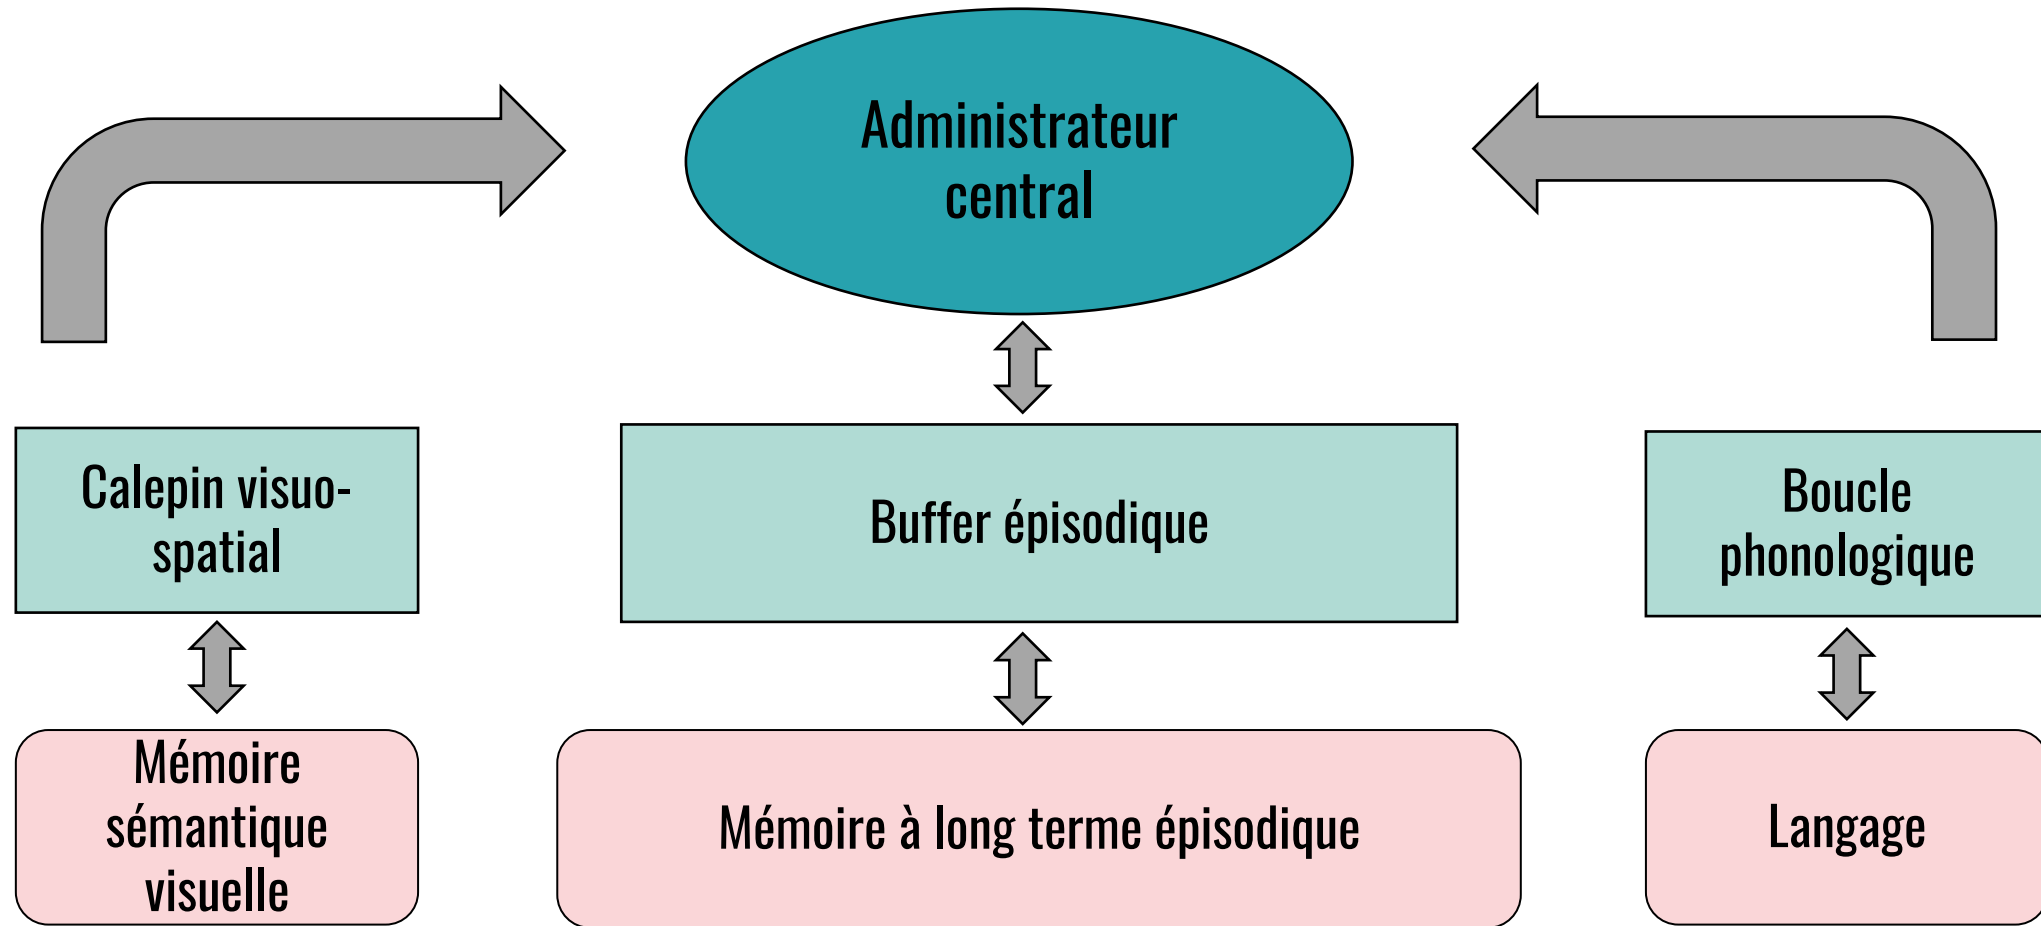 Administrateur
central
Calepin visuo-
spatial
Buffer épisodique
Boucle
phonologique
Mémoire
sémantique
visuelle
Mémoire à long terme épisodique
Langage